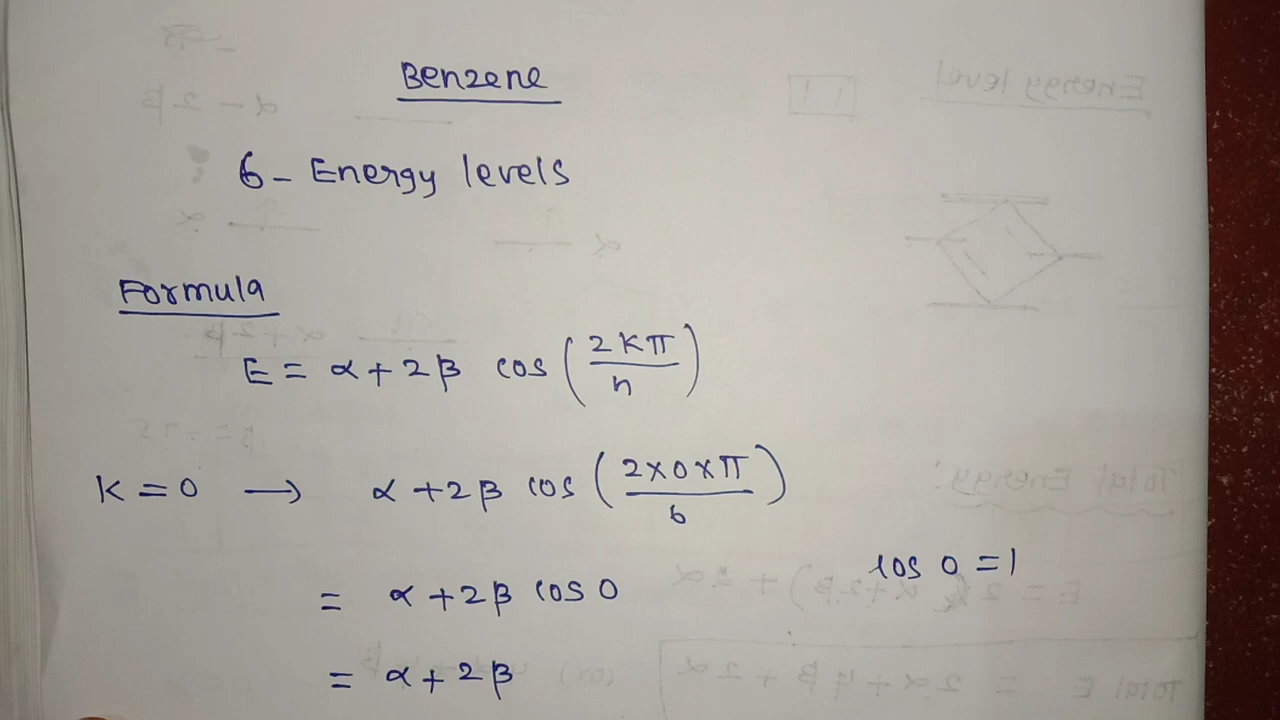 Benzene
6 - Energy levels
Formula
E = α + 2β cos (2kπ/n)
K = 0 → α + 2β cos (2×0×π/6)
= α + 2β cos 0
cos 0 = 1
= α + 2β